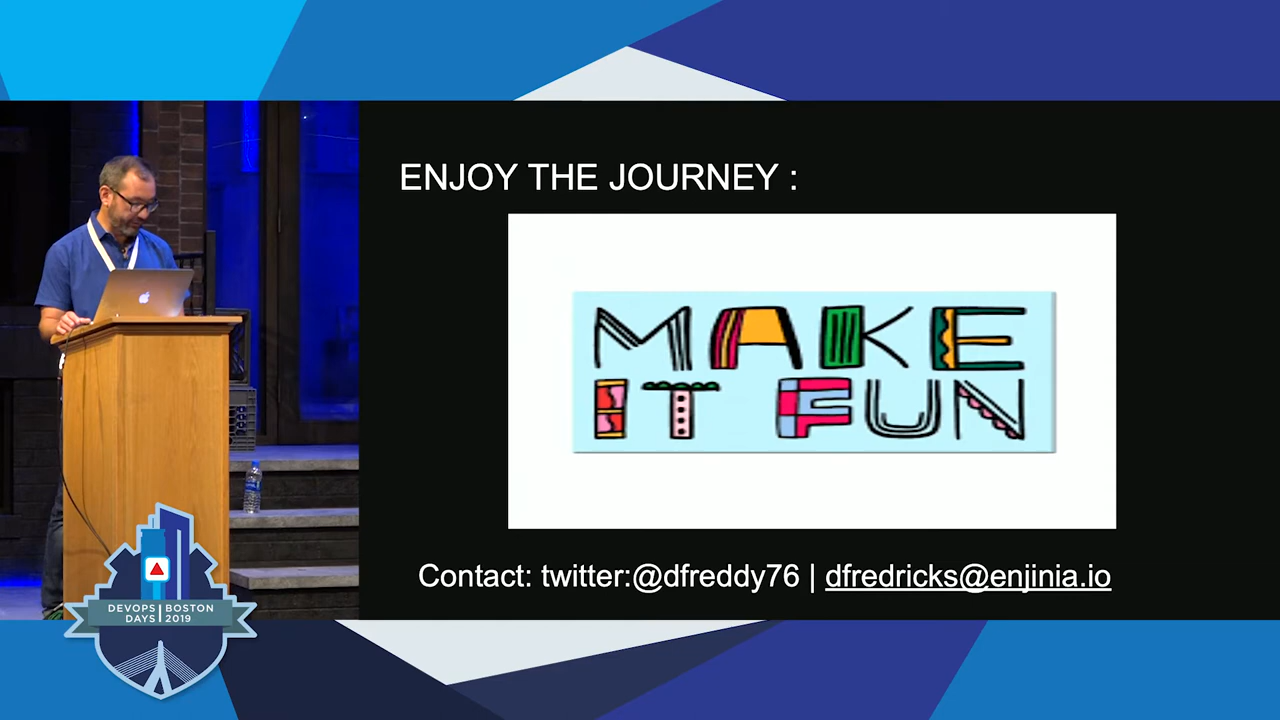 ENJOY THE JOURNEY :
MAKE
IT FUN
Contact: twitter:@dfreddy76 | dfredricks@enjinia.io
DEVOPS | BOSTON
DAYS | 2019